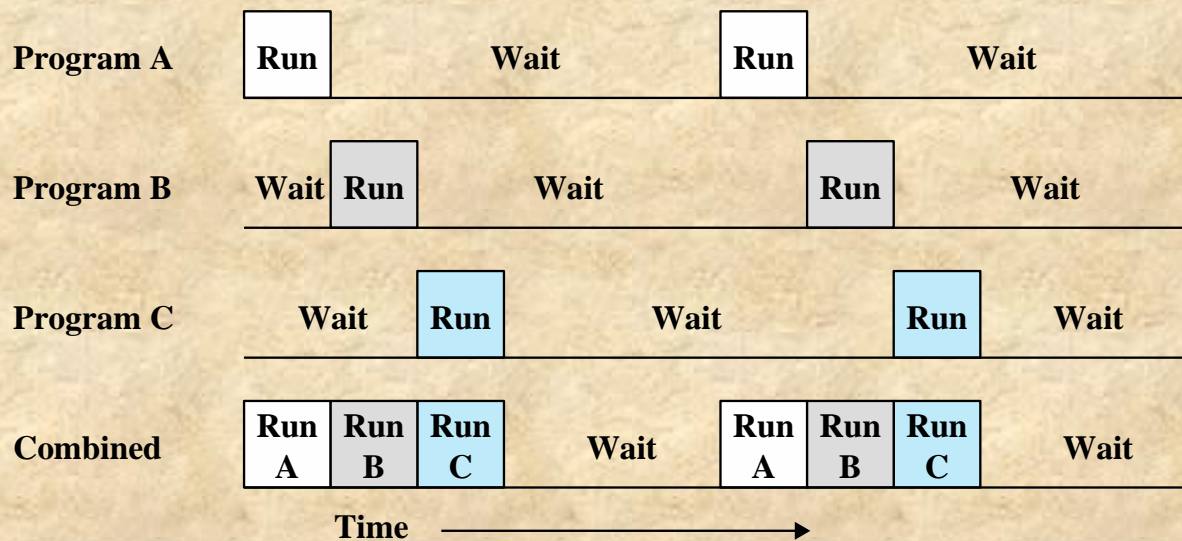 Program A Run Wait Run Wait
Program B Wait Run Wait Run Wait
Program C Wait Run Wait Run Wait
Combined Run A Run B Run C Wait Run A Run B Run C Wait
Time